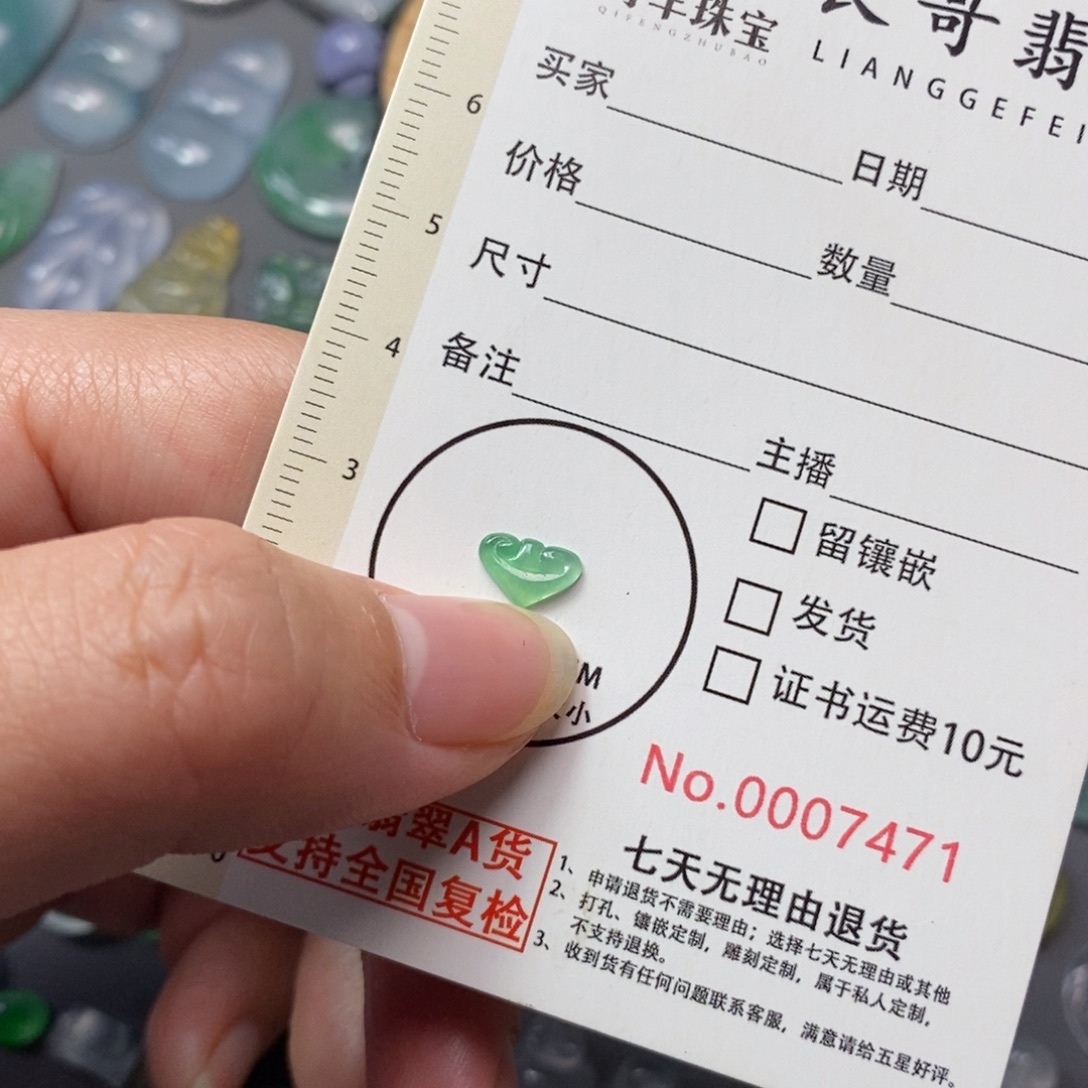 珠宝
QIFENGZHUBAO
哥翡
LIANGGEFEI
买家
日期
价格
数量
尺寸
备注
主播
留镶嵌
发货
证书运费10元
M
小
No.0007471
翡翠A货
支持全国复检
七天无理由退货
1、申请退货不需要理由；选择七天无理由或其他
2、打孔、镶嵌定制，雕刻定制，属于私人定制，
不支持退换。
3、收到货有任何问题联系客服，满意请给五星好评。
6
5
4
3
0